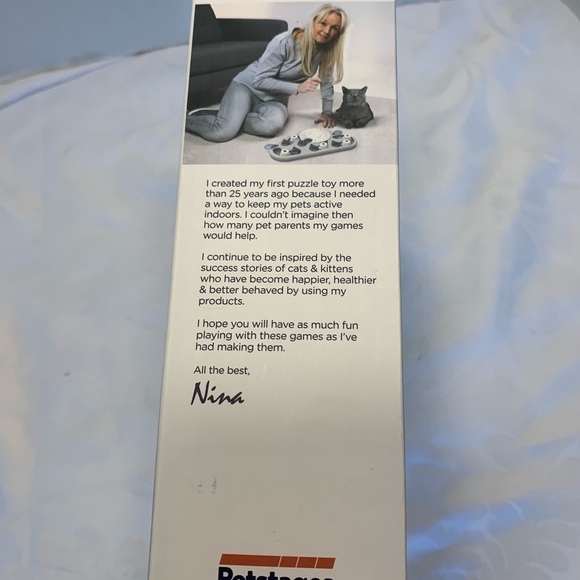 I created my first puzzle toy more
than 25 years ago because I needed
a way to keep my pets active
indoors. I couldn't imagine then
how many pet parents my games
would help.
I continue to be inspired by the
success stories of cats & kittens
who have become happier, healthier
& better behaved by using my
products.
I hope you will have as much fun
playing with these games as I've
had making them.
All the best,
Nina
Petstages